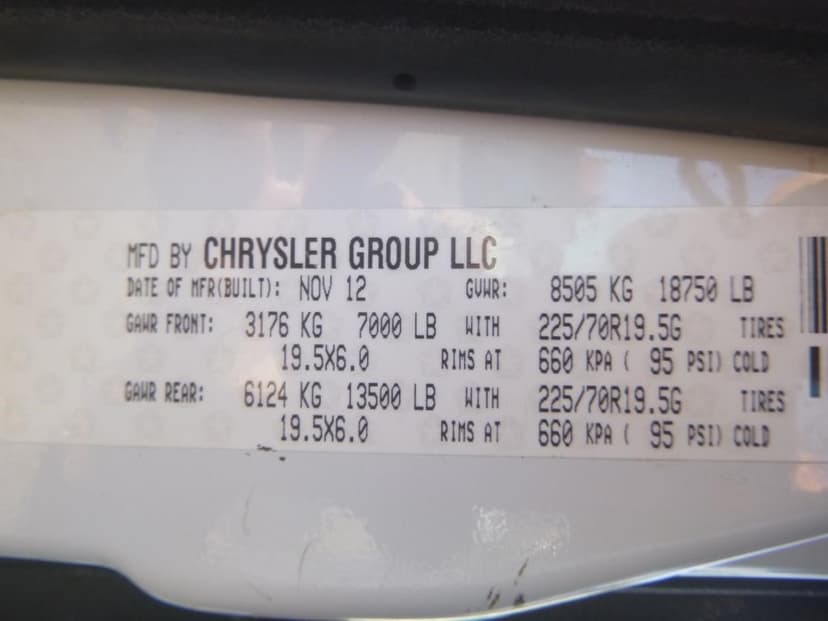 MFD BY CHRYSLER GROUP LLC
DATE OF MFR(BUILT): NOV 12 GVWR: 8505 KG 18750 LB
GAWR FRONT: 3176 KG 7000 LB WITH 225/70R19.5G TIRES
19.5X6.0 RIMS AT 660 KPA ( 95 PSI) COLD
GAWR REAR: 6124 KG 13500 LB WITH 225/70R19.5G TIRES
19.5X6.0 RIMS AT 660 KPA ( 95 PSI) COLD